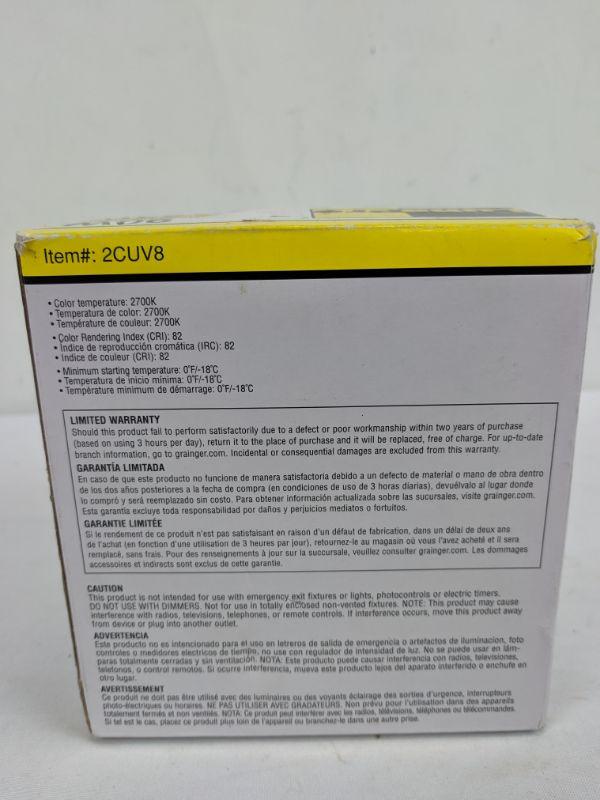 Item#: 2CUV8
• Color temperature: 2700K
• Temperatura de color: 2700K
• Température de couleur: 2700K
• Color Rendering Index (CRI): 82
• Índice de reproducción cromática (IRC): 82
• Indice de couleur (CRI): 82
• Minimum starting temperature: 0°F/-18°C
• Temperatura de inicio mínima: 0°F/-18°C
• Température minimum de démarrage: 0°F/-18°C
LIMITED WARRANTY
Should this product fail to perform satisfactorily due to a defect or poor workmanship within two years of purchase
(based on using 3 hours per day), return it to the place of purchase and it will be replaced, free of charge. For up-to-date
branch information, go to grainger.com. Incidental or consequential damages are excluded from this warranty.
GARANTÍA LIMITADA
En caso de que este producto no funcione de manera satisfactoria debido a un defecto de material o mano de obra dentro
de los dos años posteriores a la fecha de compra (en condiciones de uso de 3 horas diarias), devuélvalo al lugar donde
lo compró y será reemplazado sin costo. Para obtener información actualizada sobre las sucursales, visite grainger.com.
Esta garantía excluye toda responsabilidad por daños y perjuicios mediatos o fortuitos.
GARANTIE LIMITÉE
Si le rendement de ce produit n'est pas satisfaisant en raison d'un défaut de fabrication, dans un délai de deux ans
de l'achat (en fonction d'une utilisation de 3 heures par jour), retournez-le au magasin où vous l'avez acheté et il sera
remplacé, sans frais. Pour des renseignements à jour sur la succursale, veuillez consulter grainger.com. Les dommages
accessoires et indirects sont exclus de cette garantie.
CAUTION
This product is not intended for use with emergency exit fixtures or lights, photocontrols or electric timers.
DO NOT USE WITH DIMMERS. Not for use in totally enclosed non-vented fixtures. NOTE: This product may cause
interference with radios, televisions, telephones, or remote controls. If interference occurs, move this product away
from device or plug into another outlet.
ADVERTENCIA
Este producto no es intencionado para el uso en letreros de salida de emergencia o artefactos de iluminacion, foto
controles o medidores electricos de tiempo, no use con regulador de intensidad de luz. No se puede usar en lám-
paras totalmente cerradas y sin ventilación. NOTA: Este producto puede causar interferencia con radios, televisiones,
telefonos, o control remotos. Si ocurre interferencia, mueva este producto lejos del aparato interferido o enchufe en
otro lugar.
AVERTISSEMENT
Ce produit ne doit pas être utilisé avec des luminaires ou des voyants éclairage des sorties d'urgence, interrupteurs
photo-électriques ou horaires. NE PAS UTILISER AVEC GRADATEURS. Non prévu pour l'utilisation dans des appareils
totalement fermés et non ventilés. NOTA: Ce produit peut interférer avec les radios, télévisions, téléphones ou télécommandes.
Si tel est le cas, placez ce produit plus loin de l'appareil ou branchez-le dans une autre prise.